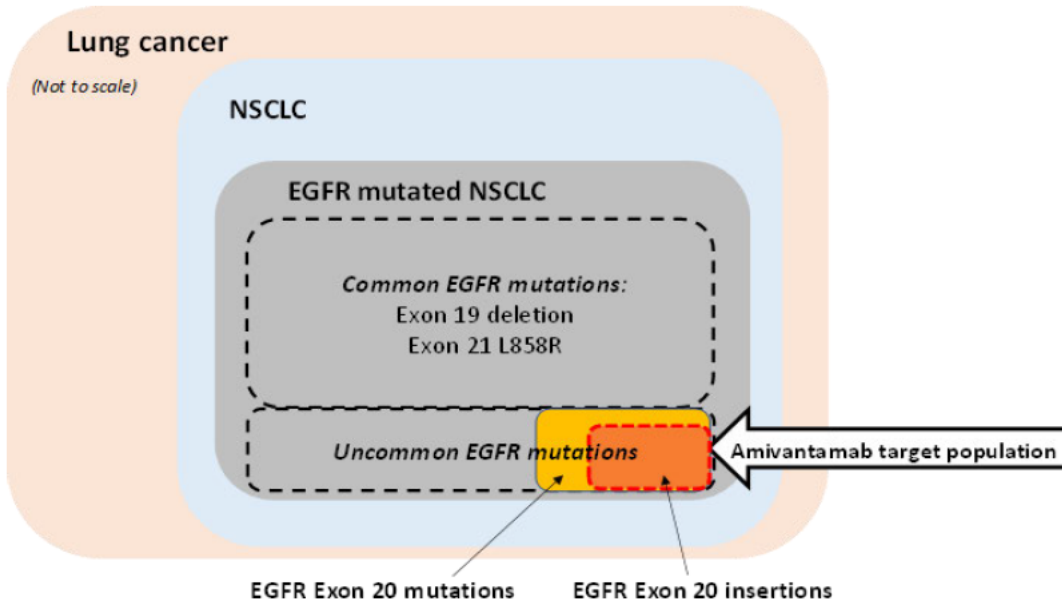 Lung cancer
(Not to scale)
NSCLC
EGFR mutated NSCLC
Common EGFR mutations:
Exon 19 deletion
Exon 21 L858R
Uncommon EGFR mutations
Amivantamab target population
EGFR Exon 20 mutations
EGFR Exon 20 insertions